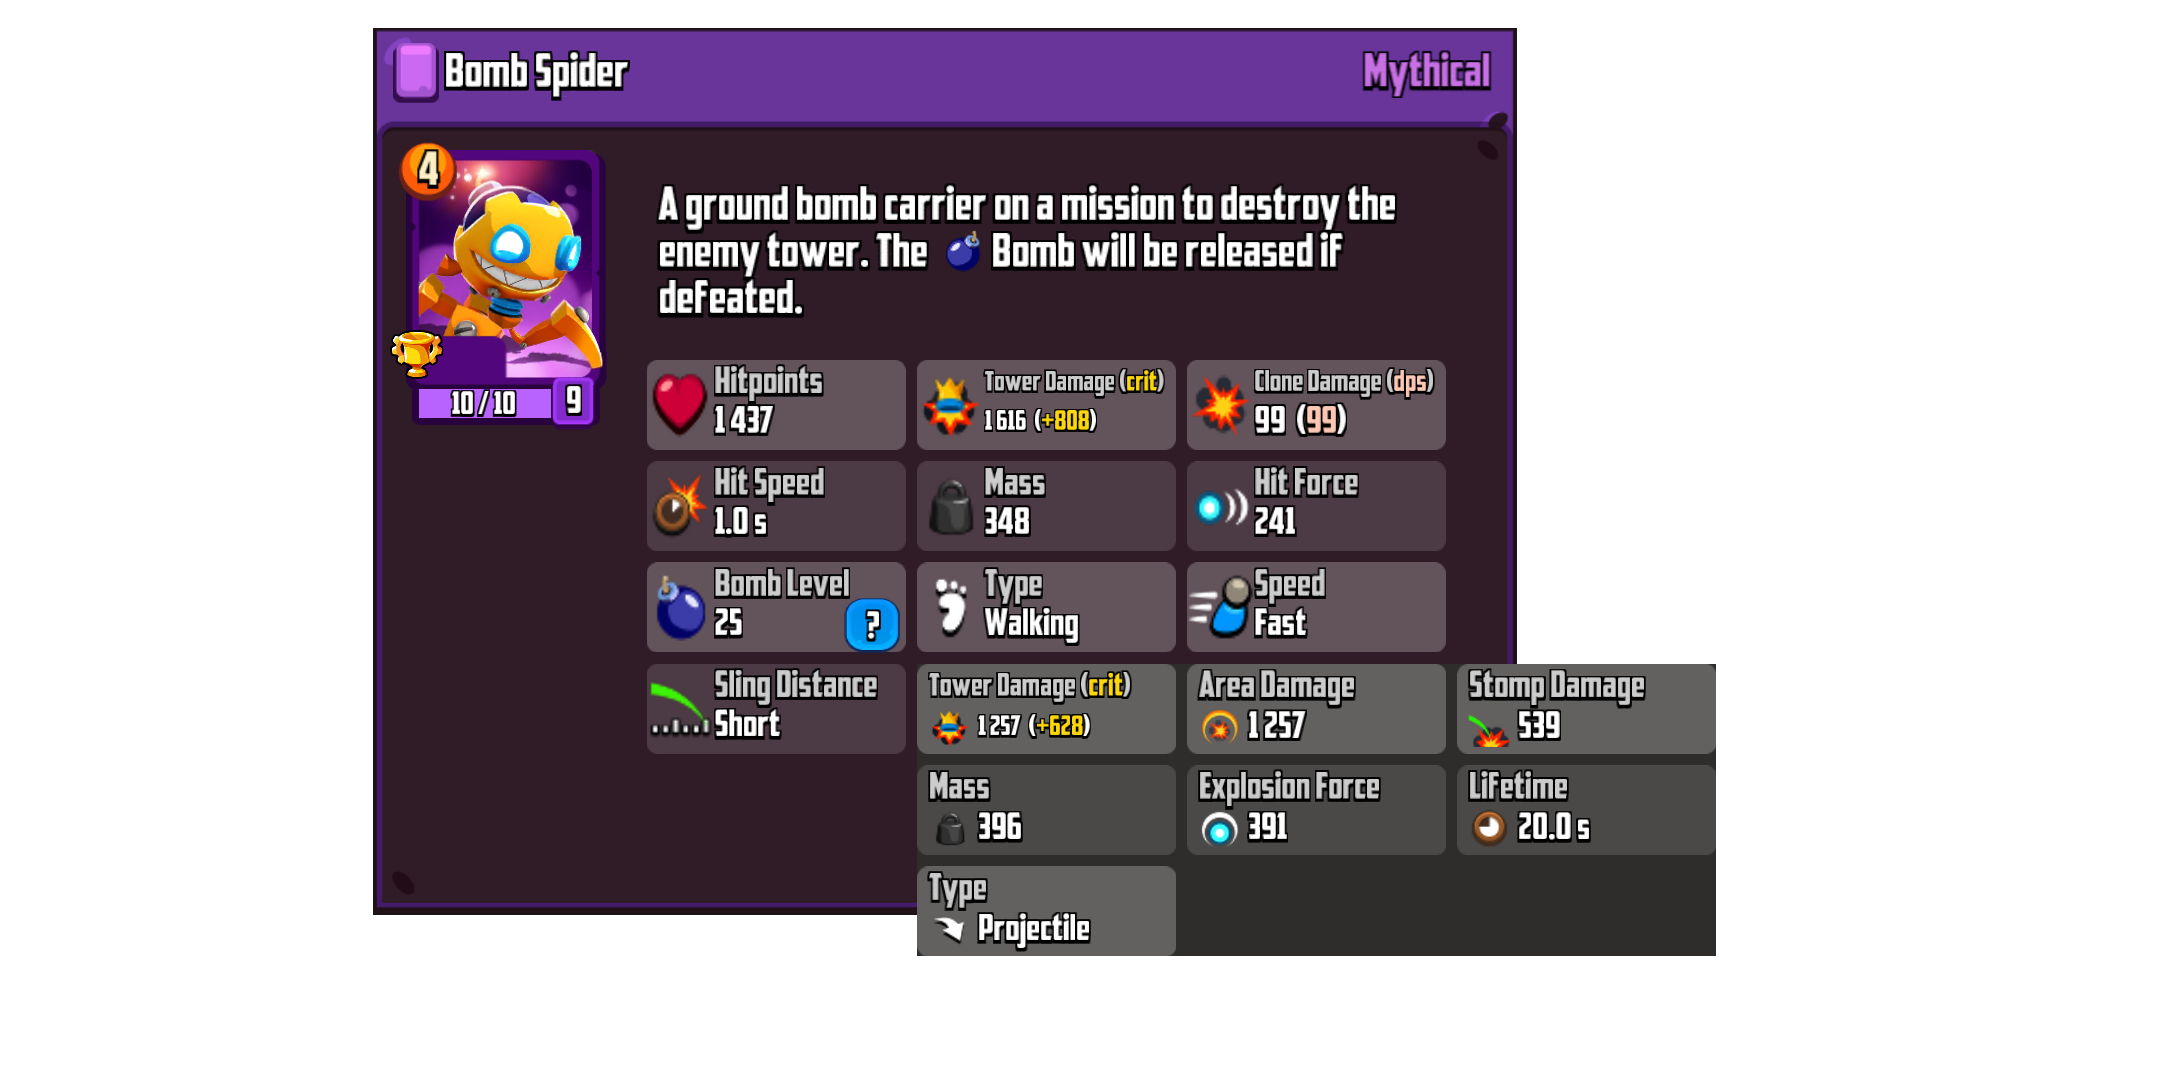 Bomb Spider
Mythical
4
A ground bomb carrier on a mission to destroy the
enemy tower. The Bomb will be released if
defeated.
10 / 10
9
Hitpoints
1 437
Tower Damage (crit)
1 616 (+808)
Clone Damage (dps)
99 (99)
Hit Speed
1.0 s
Mass
348
Hit Force
241
Bomb Level
25
?
Type
Walking
Speed
Fast
Sling Distance
Short
Tower Damage (crit)
1 257 (+628)
Area Damage
1 257
Stomp Damage
539
Mass
396
Explosion Force
391
Lifetime
20.0 s
Type
Projectile